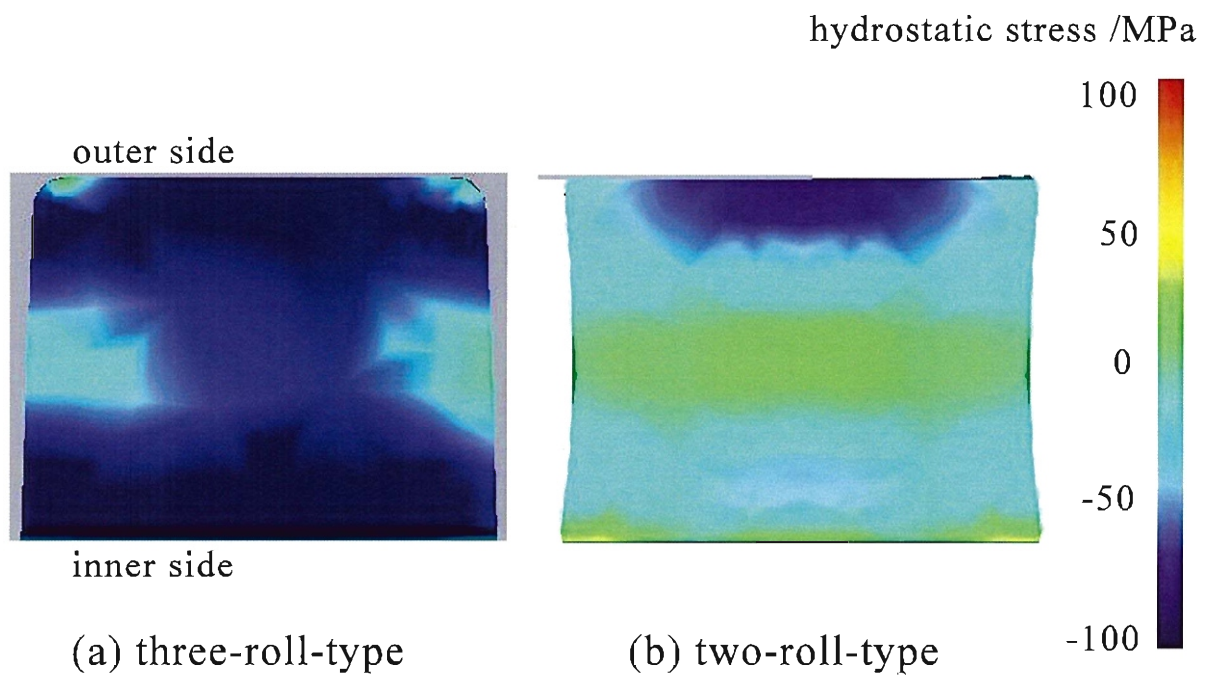 hydrostatic stress /MPa
100
50
0
-50
-100
outer side
inner side
(a) three-roll-type
(b) two-roll-type